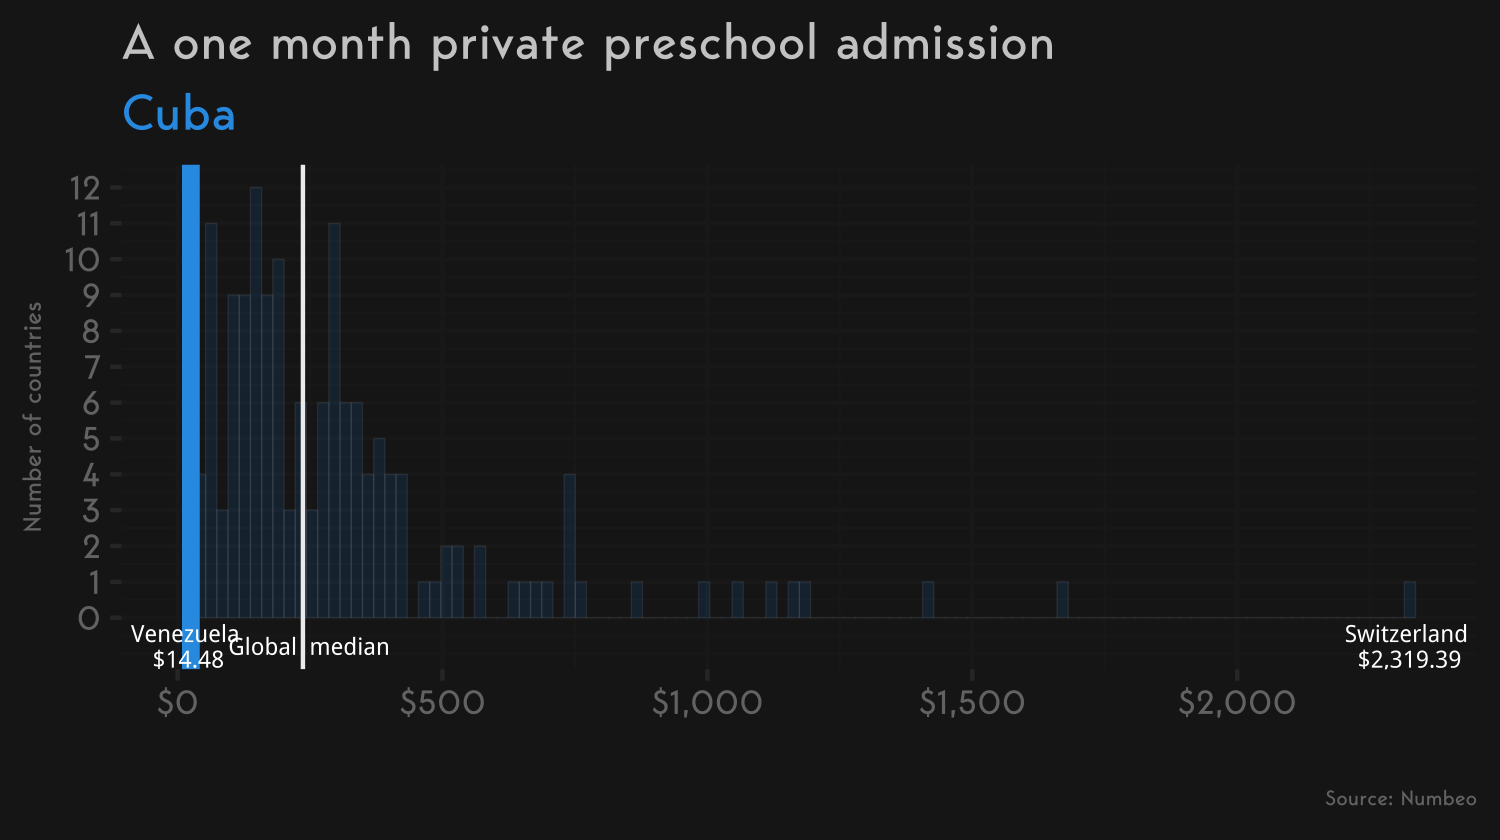 A one month private preschool admission
Cuba
Number of countries
12
11
10
9
8
7
6
5
4
3
2
1
0
Venezuela
$14.48
Global median
Switzerland
$2,319.39
$0 $500 $1,000 $1,500 $2,000
Source: Numbeo